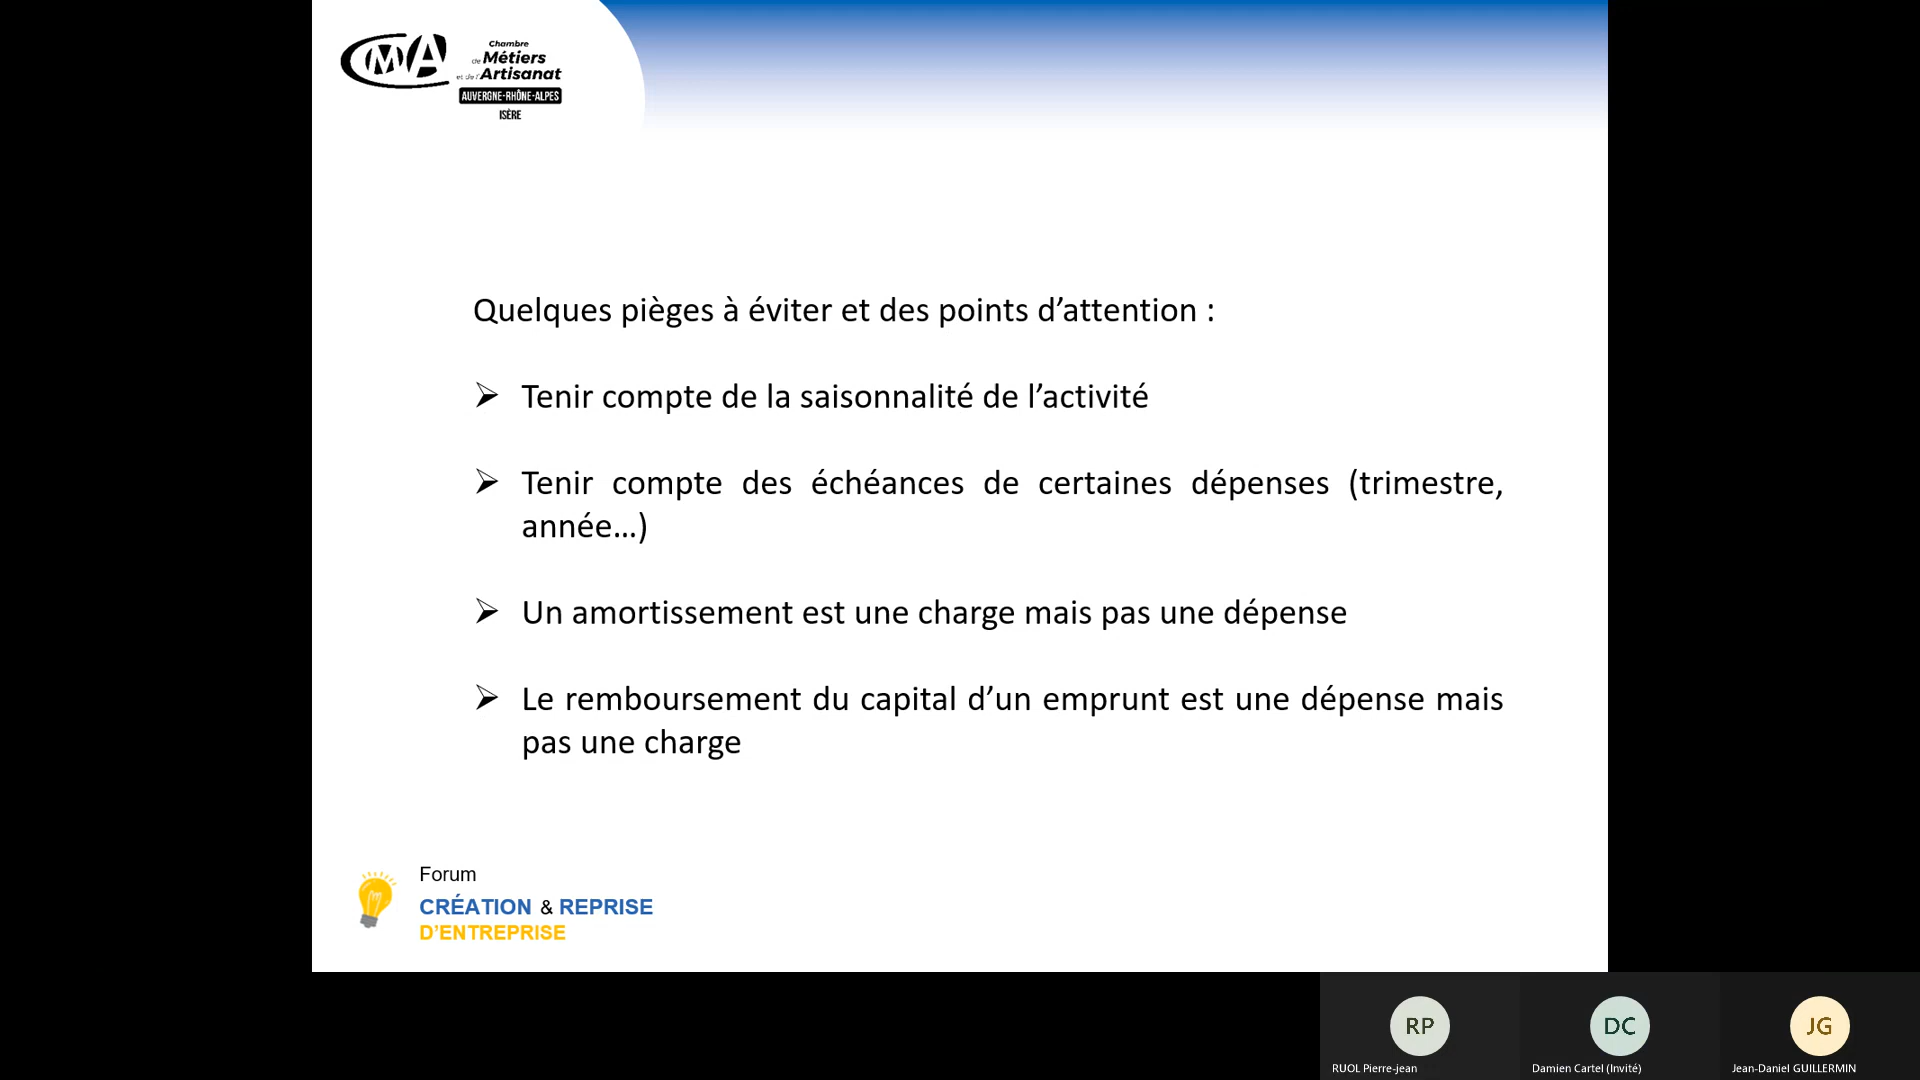 CMA
Chambre
de Métiers
et de l'Artisanat
AUVERGNE-RHÔNE-ALPES
ISÈRE
Quelques pièges à éviter et des points d’attention :
➢ Tenir compte de la saisonnalité de l’activité
➢ Tenir compte des échéances de certaines dépenses (trimestre,
année…)
➢ Un amortissement est une charge mais pas une dépense
➢ Le remboursement du capital d’un emprunt est une dépense mais
pas une charge
Forum
CRÉATION & REPRISE
D’ENTREPRISE
RP
DC
JG
RUOL Pierre-jean
Damien Cartel (Invité)
Jean-Daniel GUILLERMIN